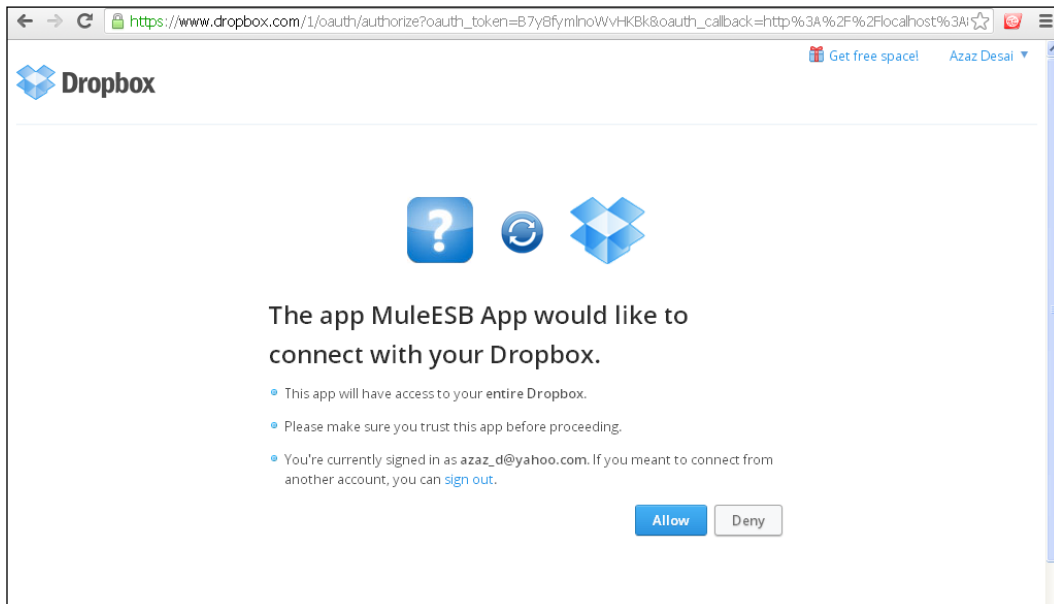 https://www.dropbox.com/1/oauth/authorize?oauth_token=B7y8fymlnoWvHKBk&oauth_callback=http%3A%2F%2Flocalhost%3A
Get free space! Azaz Desai
Dropbox
?
The app MuleESB App would like to
connect with your Dropbox.
This app will have access to your entire Dropbox.
Please make sure you trust this app before proceeding.
You're currently signed in as azaz_d@yahoo.com. If you meant to connect from
another account, you can sign out.
Allow Deny